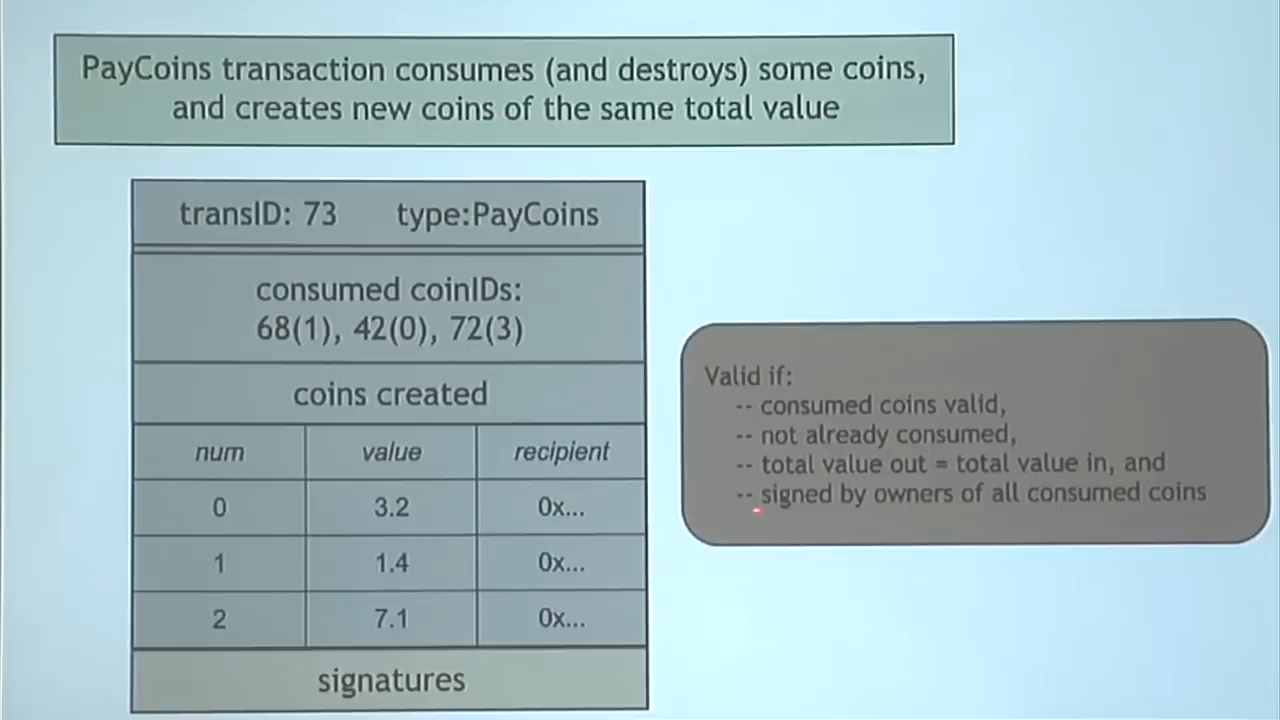 PayCoins transaction consumes (and destroys) some coins,
and creates new coins of the same total value
transID: 73 type:PayCoins
consumed coinIDs:
68(1), 42(0), 72(3)
coins created
num value recipient
0 3.2 0x...
1 1.4 0x...
2 7.1 0x...
signatures
Valid if:
-- consumed coins valid,
-- not already consumed,
-- total value out = total value in, and
-- signed by owners of all consumed coins